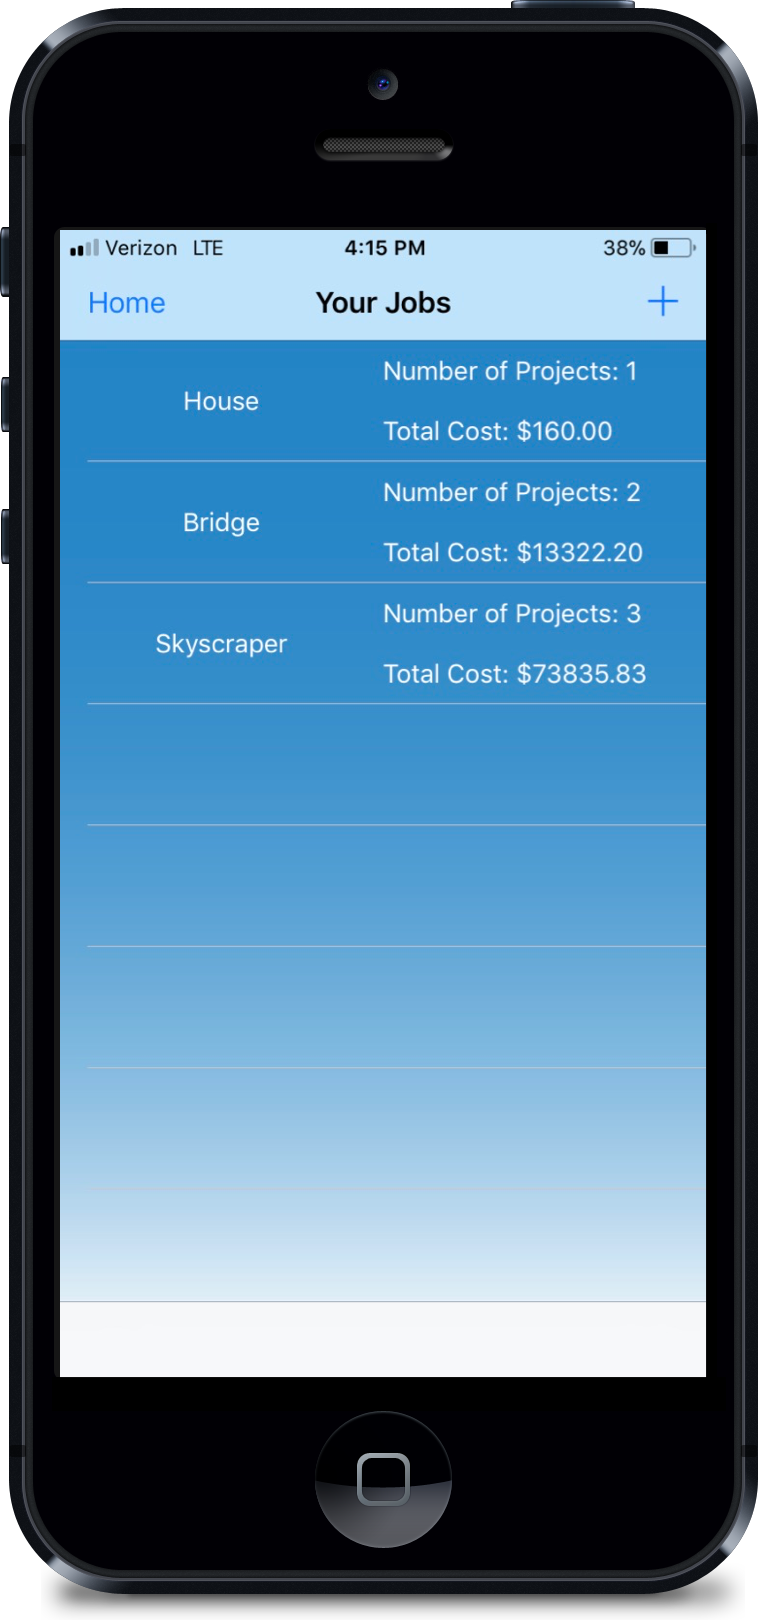 Verizon LTE 4:15 PM 38%
Home Your Jobs +
House
Number of Projects: 1
Total Cost: $160.00
Bridge
Number of Projects: 2
Total Cost: $13322.20
Skyscraper
Number of Projects: 3
Total Cost: $73835.83